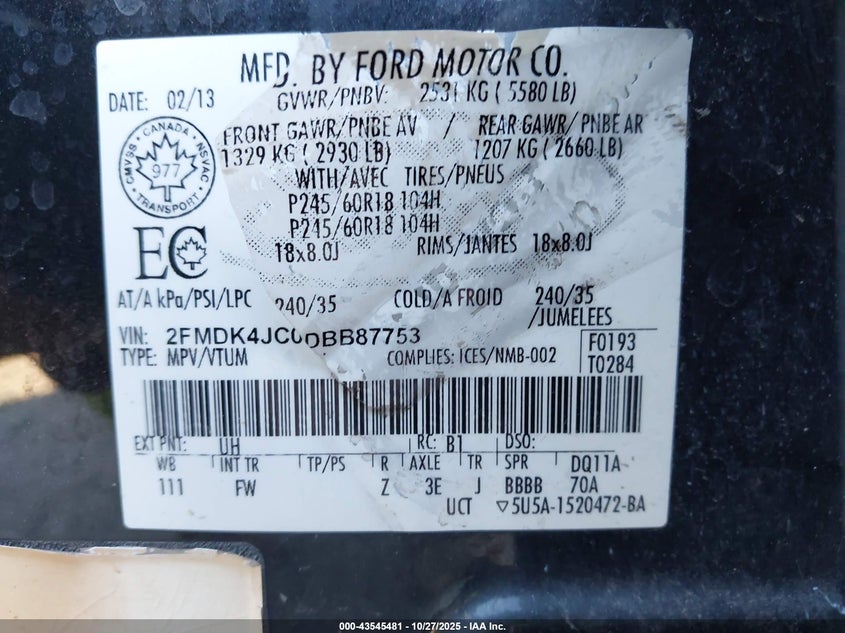 MFD. BY FORD MOTOR CO.
DATE: 02/13 GVWR/PNBV: 2531 KG ( 5580 LB)
FRONT GAWR/PNBE AV / REAR GAWR/ PNBE AR
1329 KG ( 2930 LB) 1207 KG ( 2660 LB)
WITH/AVEC TIRES/PNEUS
P245/60R18 104H
P245/60R18 104H
18x8.0J RIMS/JANTES 18x8.0J
CANADA
CMVSS NSVAC
977
TRANSPORT
EC
AT/A kPa/PSI/LPC 240/35 COLD/A FROID 240/35
/JUMELEES
VIN: 2FMDK4JC0DBB87753
TYPE: MPV/VTUM COMPLIES: ICES/NMB-002
F0193
T0284
EXT PNT: UH RC: B1 DSO:
WB INT TR TP/PS R AXLE TR SPR DQ11A
111 FW Z 3E J BBBB 70A
UCT ▽5U5A-1520472-BA
000-43545481 - 10/27/2025 - IAA Inc.